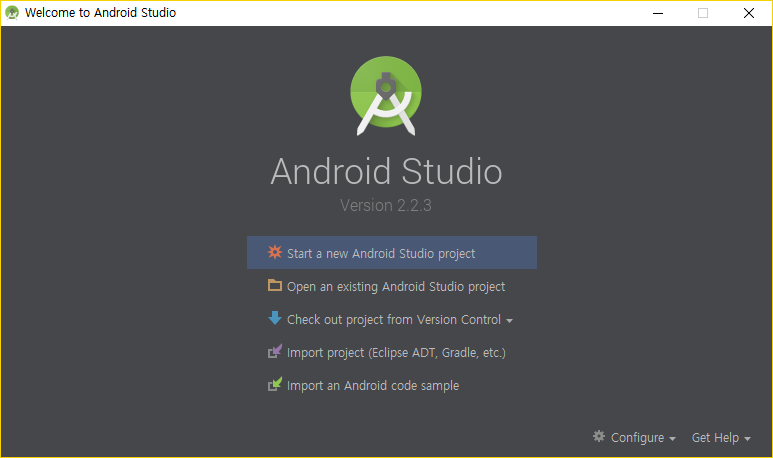 Welcome to Android Studio
Android Studio
Version 2.2.3
Start a new Android Studio project
Open an existing Android Studio project
Check out project from Version Control
Import project (Eclipse ADT, Gradle, etc.)
Import an Android code sample
Configure Get Help